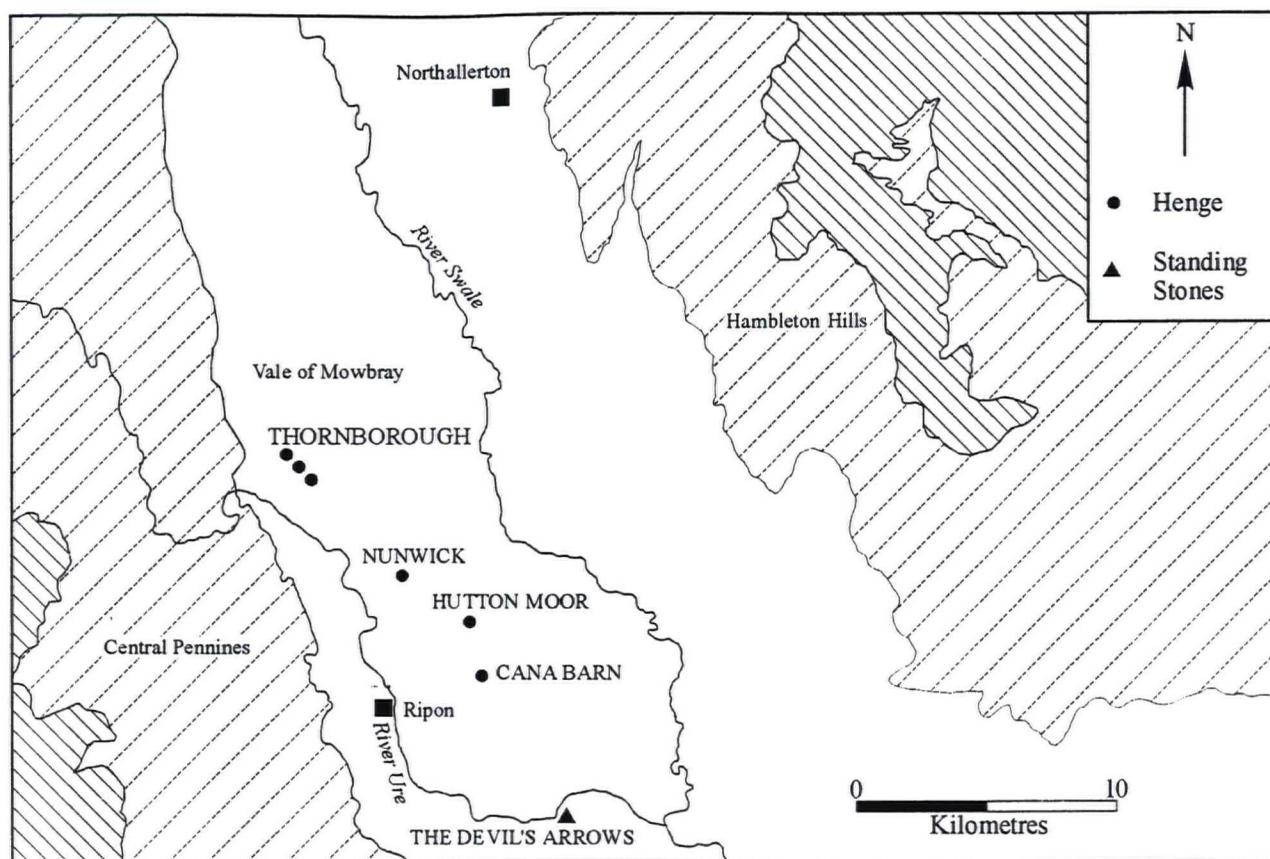 Northallerton
N
Henge
Standing
Stones
River Swale
Hambleton Hills
Vale of Mowbray
THORNBOROUGH
NUNWICK
HUTTON MOOR
Central Pennines
CANA BARN
Ripon
River Ure
THE DEVIL'S ARROWS
0 10
Kilometres